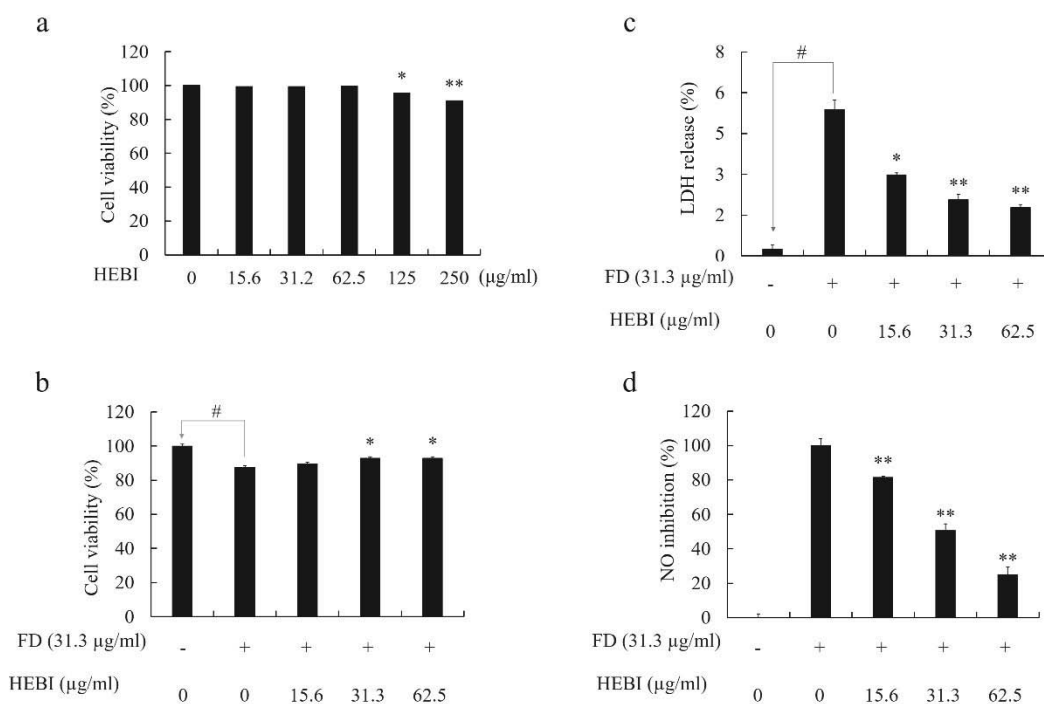 a
120
100
80
60
40
20
0
Cell viability (%)
*
**
HEBI
0 15.6 31.2 62.5 125 250 (µg/ml)
b
120
100
80
60
40
20
0
Cell viability (%)
#
*
*
FD (31.3 µg/ml)
- + + + +
HEBI (µg/ml)
0 0 15.6 31.3 62.5
c
8
6
5
3
2
0
LDH release (%)
#
*
**
**
FD (31.3 µg/ml)
- + + + +
HEBI (µg/ml)
0 0 15.6 31.3 62.5
d
120
100
80
60
40
20
0
NO inhibition (%)
**
**
**
FD (31.3 µg/ml)
- + + + +
HEBI (µg/ml)
0 0 15.6 31.3 62.5